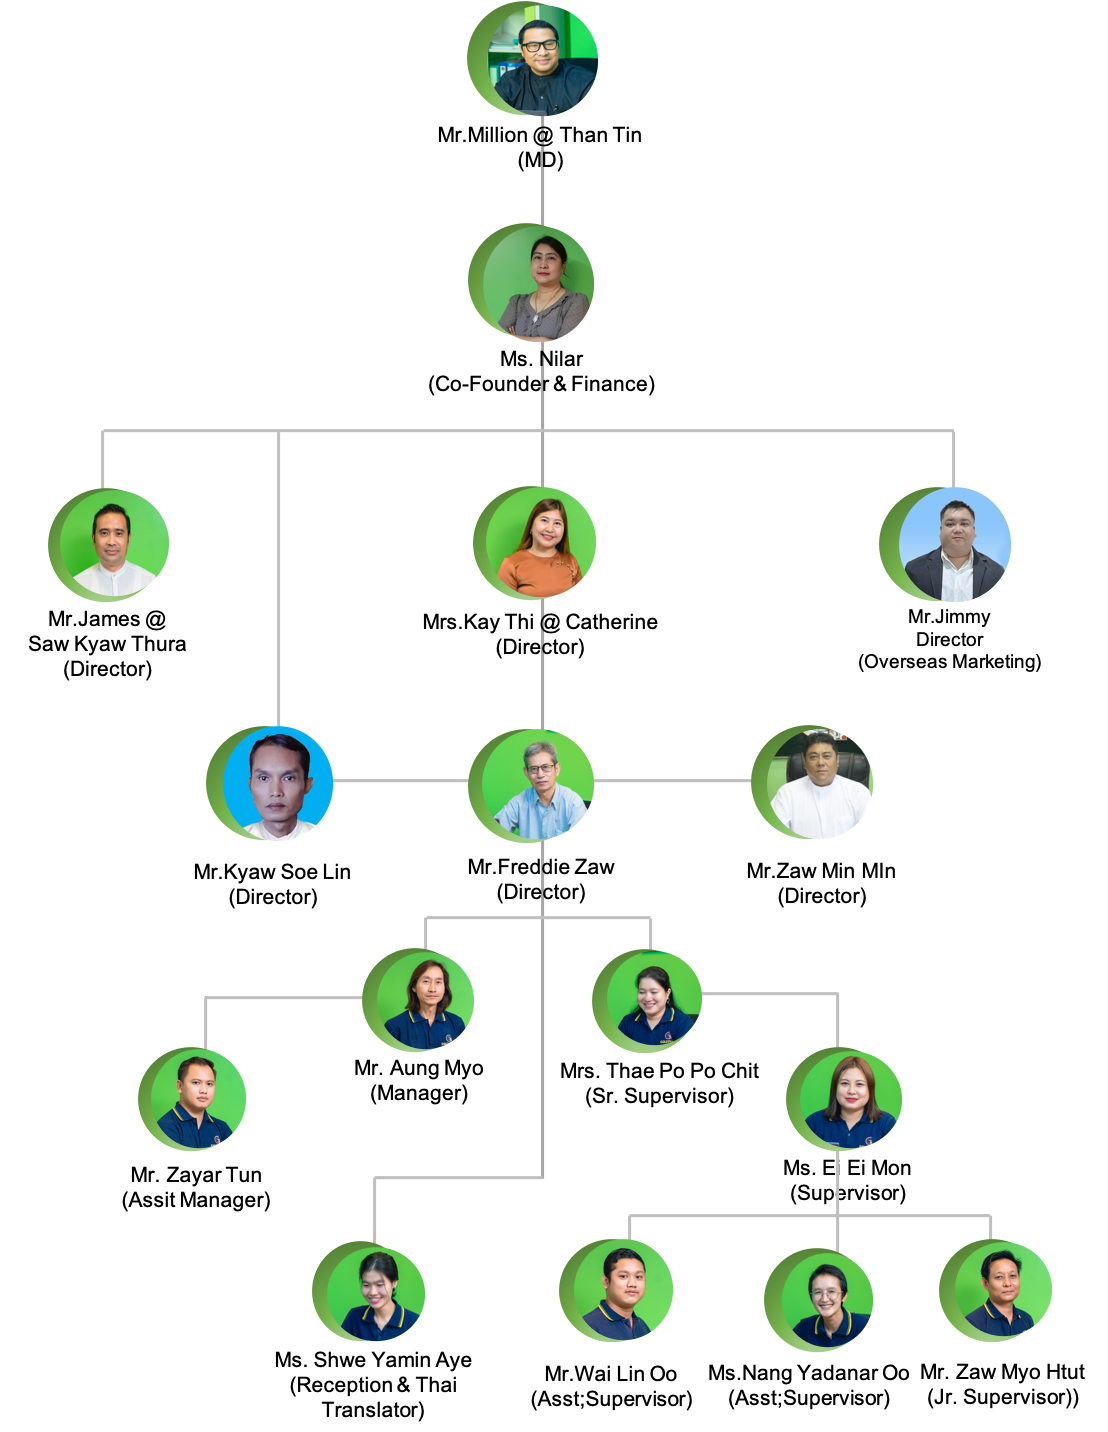 Mr.Million @ Than Tin
(MD)
Ms. Nilar
(Co-Founder & Finance)
Mr.James @
Saw Kyaw Thura
(Director)
Mrs.Kay Thi @ Catherine
(Director)
Mr.Jimmy
Director
(Overseas Marketing)
Mr.Kyaw Soe Lin
(Director)
Mr.Freddie Zaw
(Director)
Mr.Zaw Min MIn
(Director)
Mr. Aung Myo
(Manager)
Mrs. Thae Po Po Chit
(Sr. Supervisor)
Mr. Zayar Tun
(Assit Manager)
Ms. Ei Ei Mon
(Supervisor)
Ms. Shwe Yamin Aye
(Reception & Thai
Translator)
Mr.Wai Lin Oo
(Asst;Supervisor)
Ms.Nang Yadanar Oo
(Asst;Supervisor)
Mr. Zaw Myo Htut
(Jr. Supervisor))